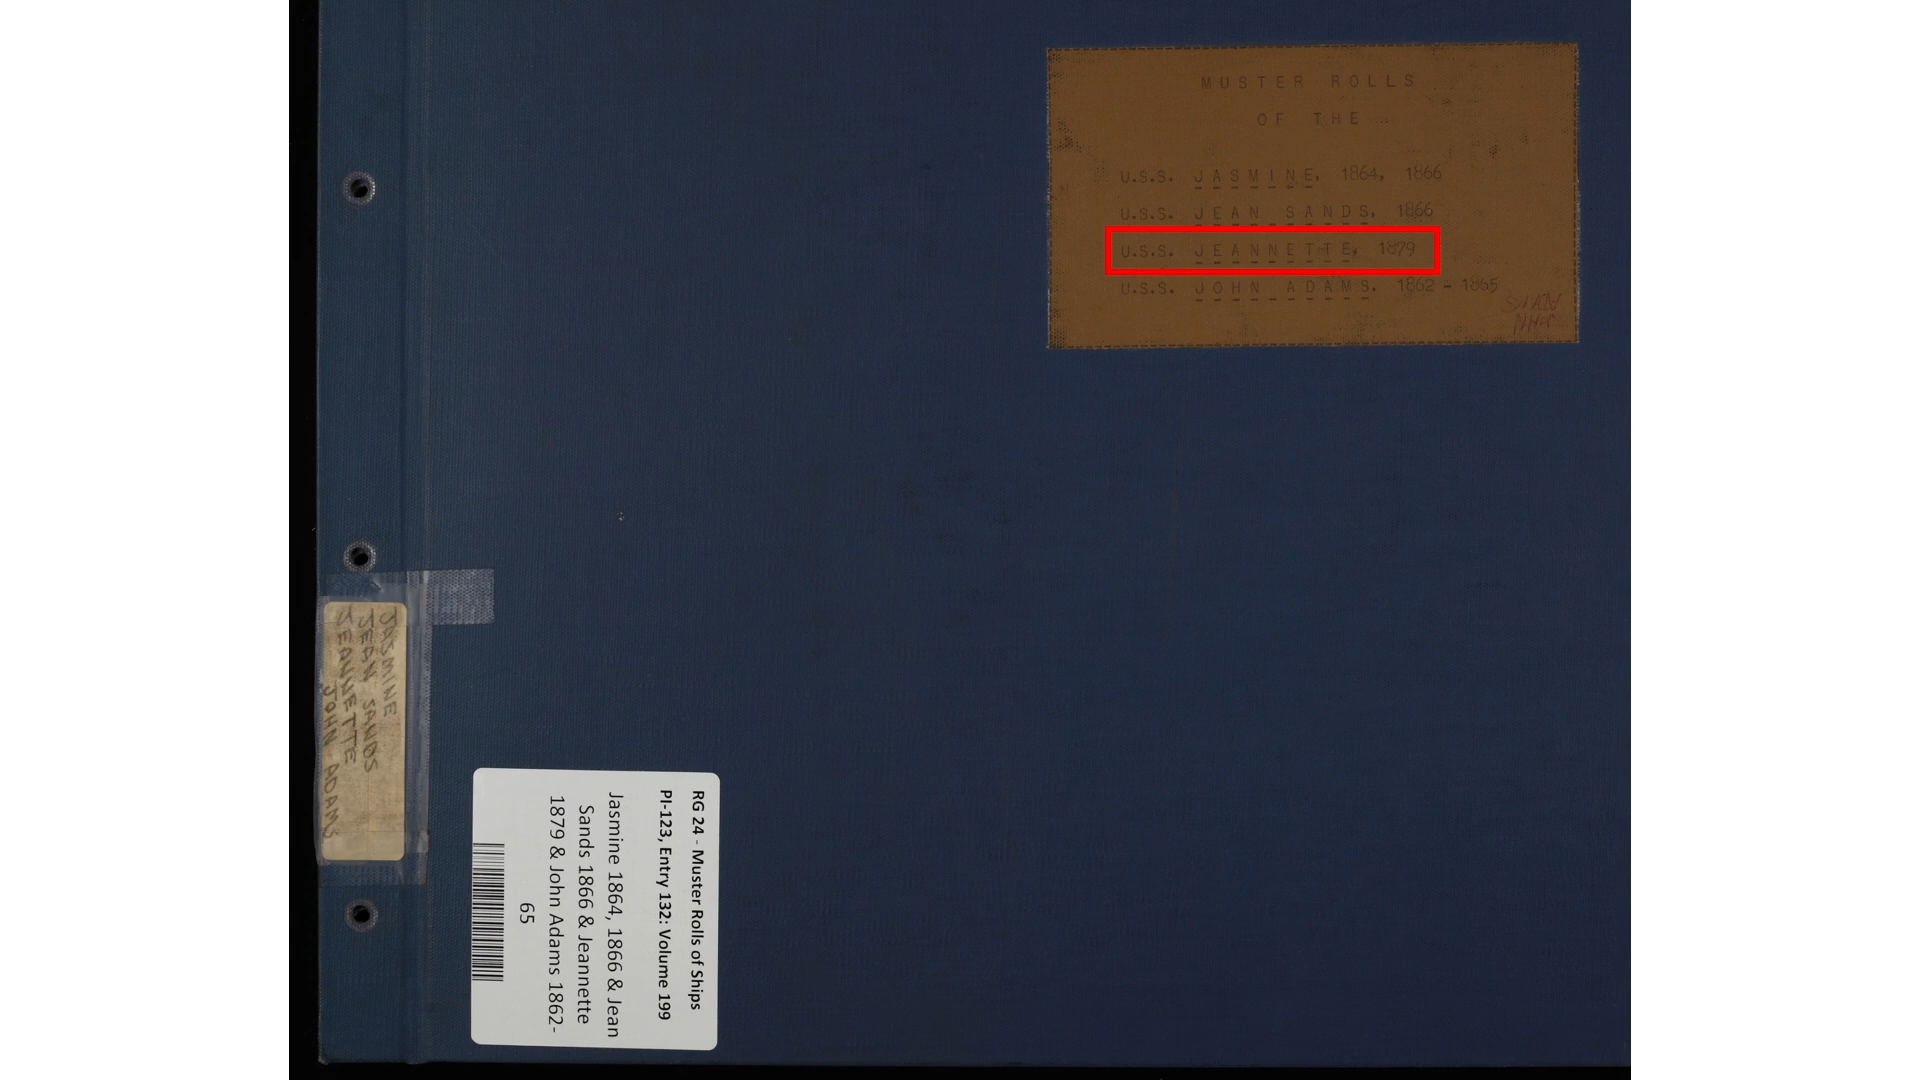 MUSTER ROLLS
OF THE
U.S.S. JASMINE, 1864, 1866
U.S.S. JEAN SANDS, 1866
U.S.S. JEANNETTE, 1879
U.S.S. JOHN ADAMS, 1862 - 1865
JOHN
ADAMS
JASMINE
JEAN SANDS
JEANNETTE
JOHN ADAMS
RG 24 - Muster Rolls of Ships
PI-123, Entry 132: Volume 199
Jasmine 1864, 1866 & Jean
Sands 1866 & Jeannette
1879 & John Adams 1862-
65